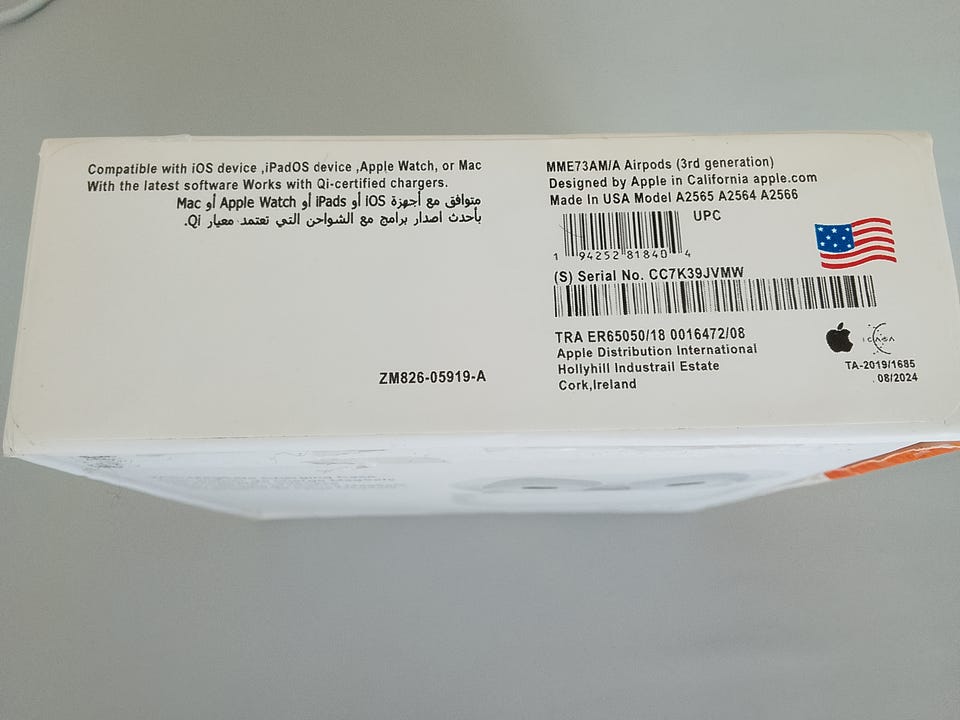 Compatible with iOS device ,iPadOS device ,Apple Watch, or Mac
With the latest software Works with Qi-certified chargers.
متوافق مع أجهزة iOS أو iPads أو Apple Watch أو Mac
بأحدث اصدار برامج مع الشواحن التي تعتمد معيار Qi.
ZM826-05919-A
MME73AM/A Airpods (3rd generation)
Designed by Apple in California apple.com
Made In USA Model A2565 A2564 A2566
UPC
1 94252 81840 4
(S) Serial No. CC7K39JVMW
TRA ER65050/18 0016472/08
Apple Distribution International
Hollyhill Industrail Estate
Cork,Ireland
ICASA
TA-2019/1685
08/2024